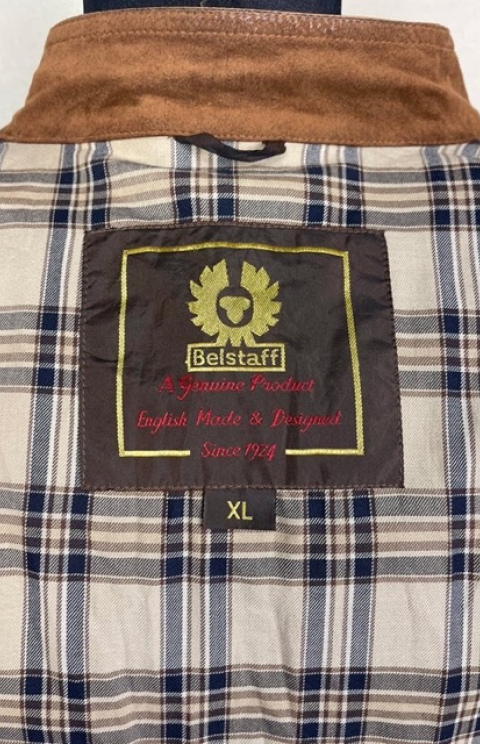 Belstaff
A Genuine Product
English Made & Designed
Since 1924
XL